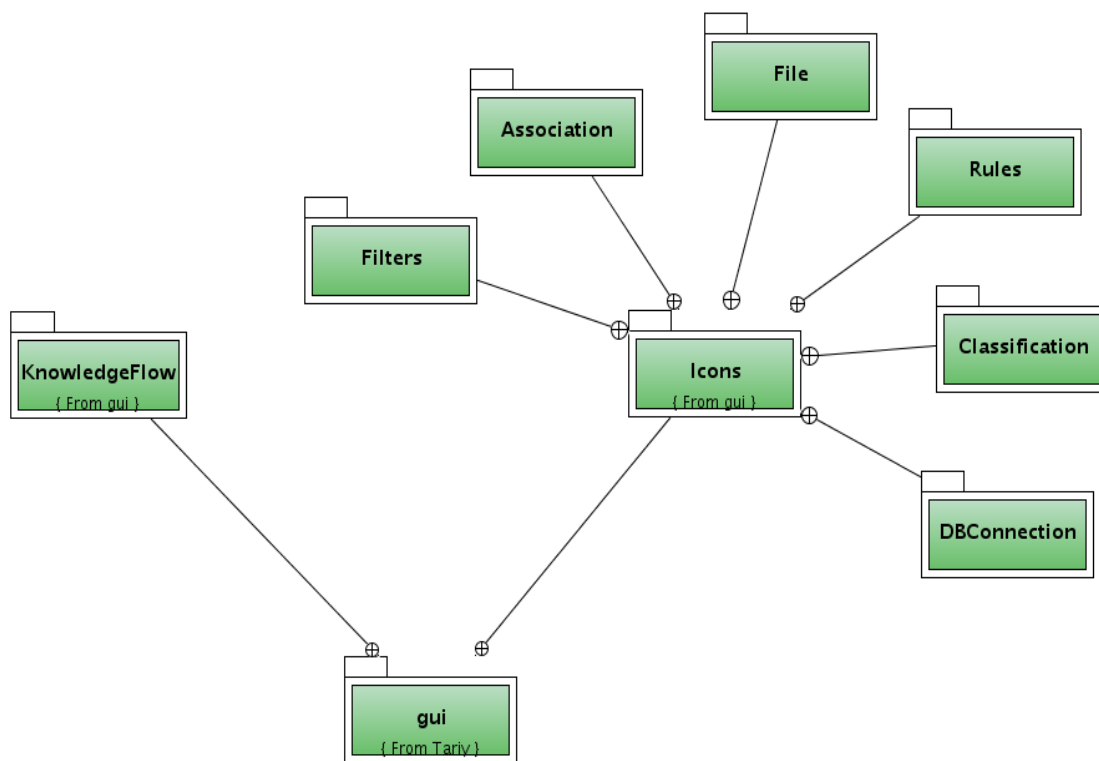 File
Association
Rules
Filters
Classification
KnowledgeFlow
{ From gui }
Icons
{ From gui }
DBConnection
gui
{ From Tariy }